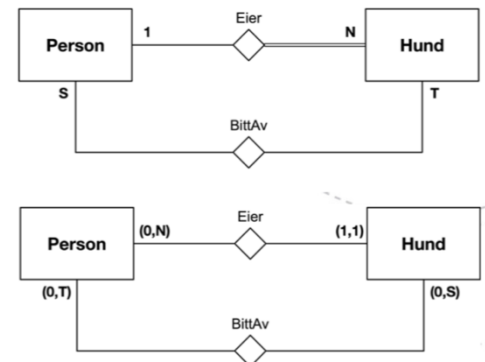 Eier
Person 1 N Hund
S T
BittAv
Eier
Person (0,N) (1,1) Hund
(0,T) (0,S)
BittAv